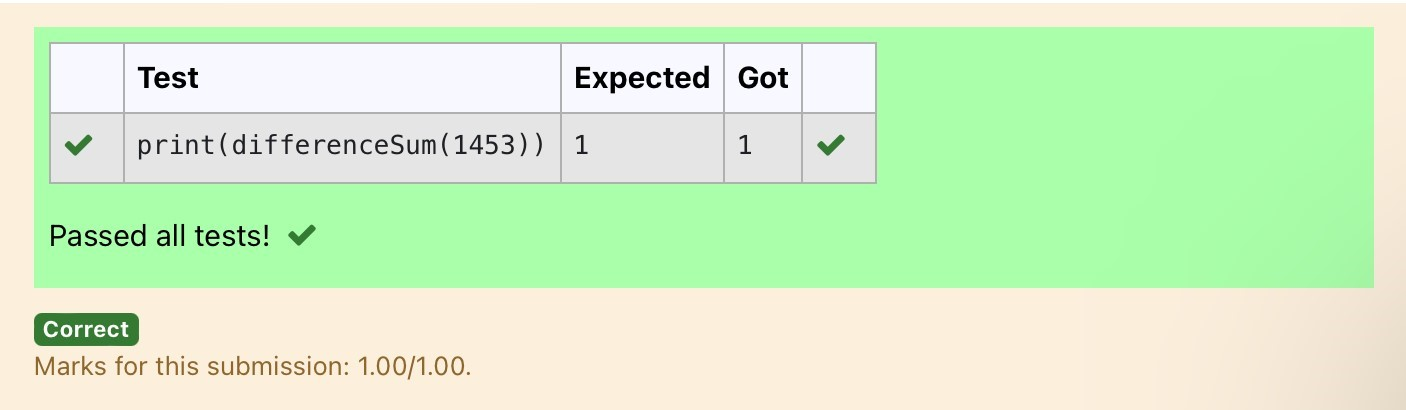 Test Expected Got
print(differenceSum(1453)) 1 1
Passed all tests!
Correct
Marks for this submission: 1.00/1.00.